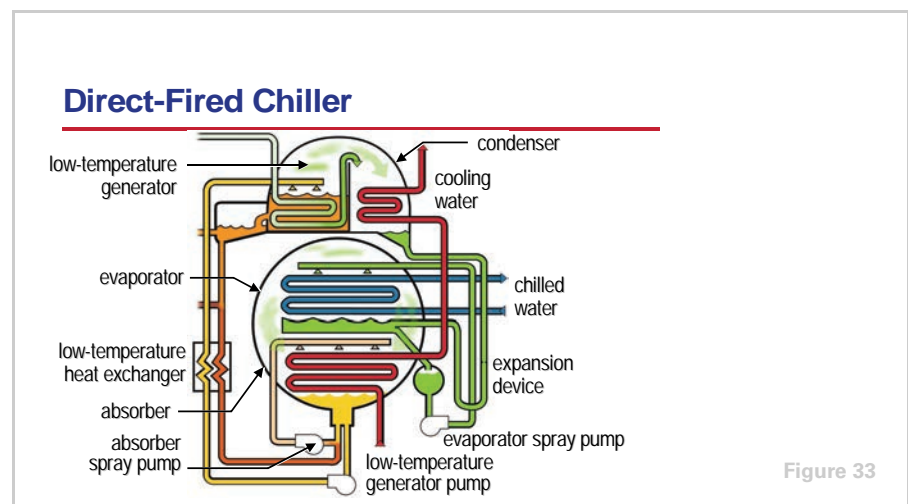 Direct-Fired Chiller
low-temperature
generator
condenser
cooling
water
evaporator
chilled
water
low-temperature
heat exchanger
expansion
device
absorber
absorber
spray pump
evaporator spray pump
low-temperature
generator pump
Figure 33